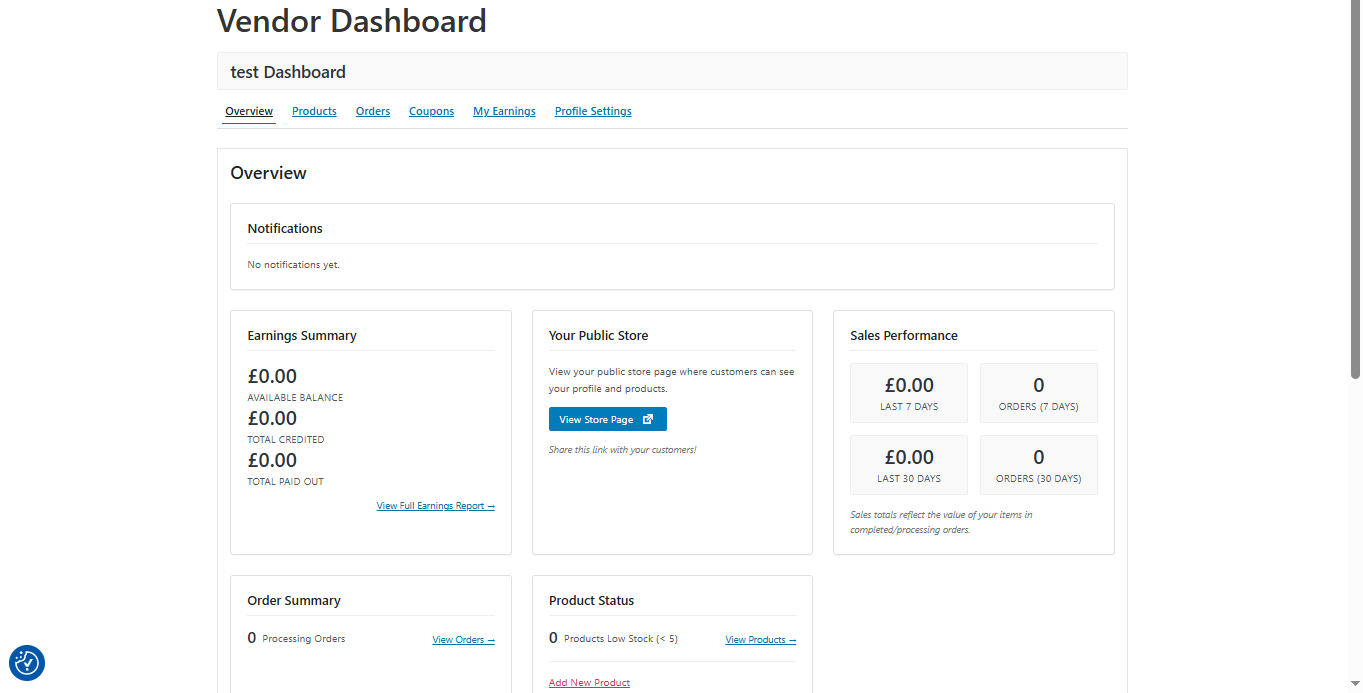 Vendor Dashboard
test Dashboard
Overview Products Orders Coupons My Earnings Profile Settings
Overview
Notifications
No notifications yet.
Earnings Summary
£0.00
AVAILABLE BALANCE
£0.00
TOTAL CREDITED
£0.00
TOTAL PAID OUT
View Full Earnings Report →
Your Public Store
View your public store page where customers can see
your profile and products.
View Store Page
Share this link with your customers!
Sales Performance
£0.00
LAST 7 DAYS
0
ORDERS (7 DAYS)
£0.00
LAST 30 DAYS
0
ORDERS (30 DAYS)
Sales totals reflect the value of your items in
completed/processing orders.
Order Summary
0 Processing Orders View Orders →
Product Status
0 Products Low Stock (< 5) View Products →
Add New Product